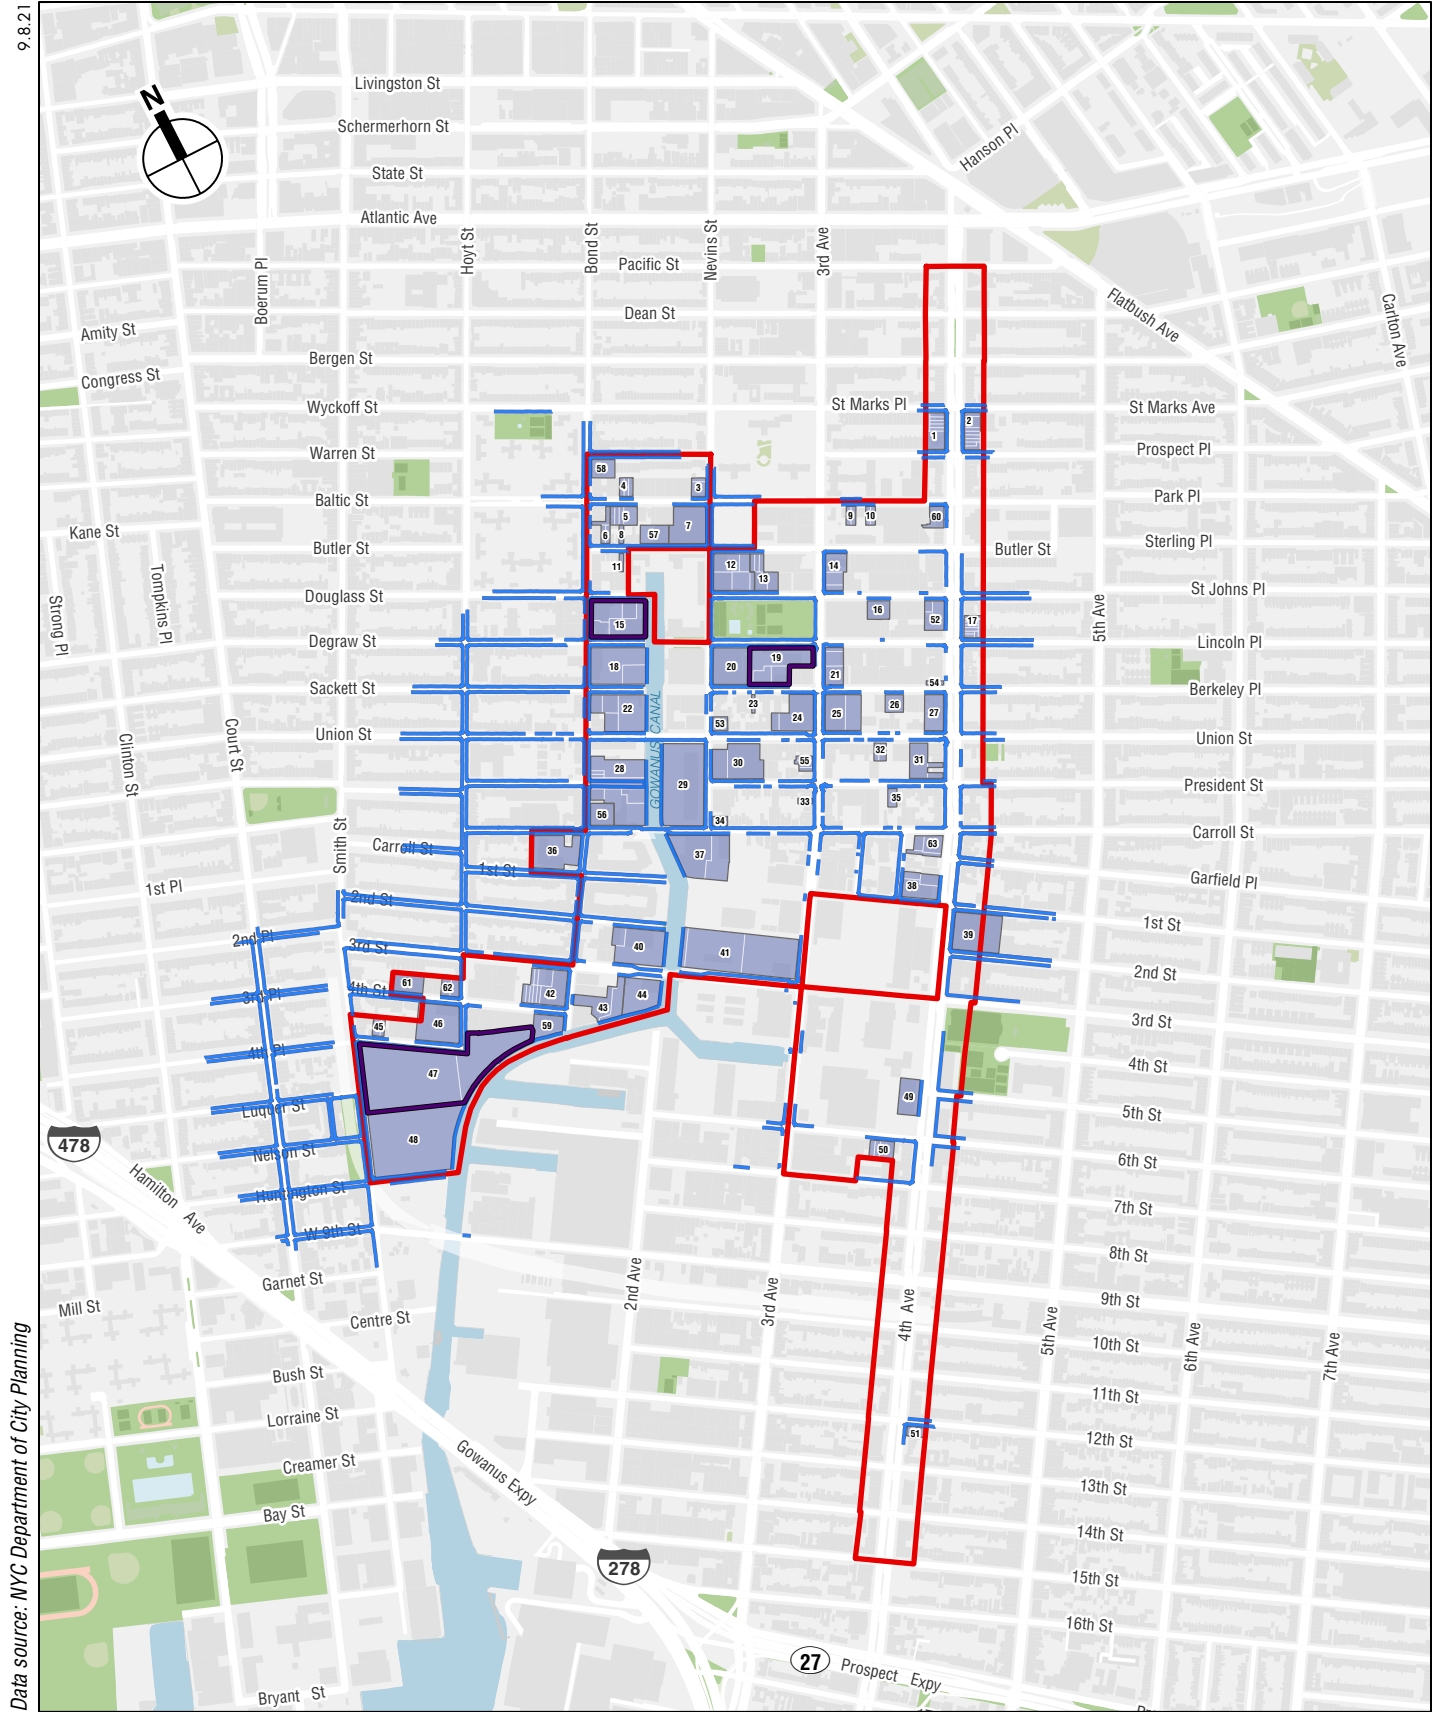 9.8.21
N
Livingston St
Schermerhorn St
Hanson Pl
State St
Atlantic Ave
Boerum Pl
Hoyt St
Bond St
Nevins St
3rd Ave
Pacific St
Flatbush Ave
Carlton Ave
Dean St
Amity St
Bergen St
Congress St
Wyckoff St
St Marks Pl
St Marks Ave
1
2
Warren St
Prospect Pl
58
4
3
Baltic St
Park Pl
5
7
9
10
60
Kane St
6
8
57
Butler St
Butler St
Sterling Pl
11
12
13
14
Strong Pl
Tompkins Pl
Douglass St
5th Ave
St Johns Pl
15
16
52
17
Degraw St
Lincoln Pl
18
20
19
21
54
Sackett St
Berkeley Pl
22
GOWANUS CANAL
23
53
24
25
26
27
Clinton St
Court St
Union St
Union St
28
29
30
55
32
31
President St
56
34
33
35
Smith St
Carroll St
Carroll St
36
37
63
1st Pl
1st St
38
Garfield Pl
2nd St
1st St
2nd Pl
3rd St
40
41
39
2nd St
3rd Pl
4th St
61
62
42
43
44
45
46
59
3rd St
4th Pl
47
4th St
49
Luquer St
5th St
478
48
50
Nelson St
6th St
Hamilton Ave
Huntington St
7th St
W 9th St
8th St
Garnet St
2nd Ave
3rd Ave
4th Ave
5th Ave
6th Ave
7th Ave
9th St
Mill St
Centre St
10th St
Bush St
11th St
Lorraine St
51
12th St
Creamer St
Gowanus Expy
13th St
Bay St
14th St
278
15th St
16th St
27
Prospect Expy
Bryant St
Data source: NYC Department of City Planning